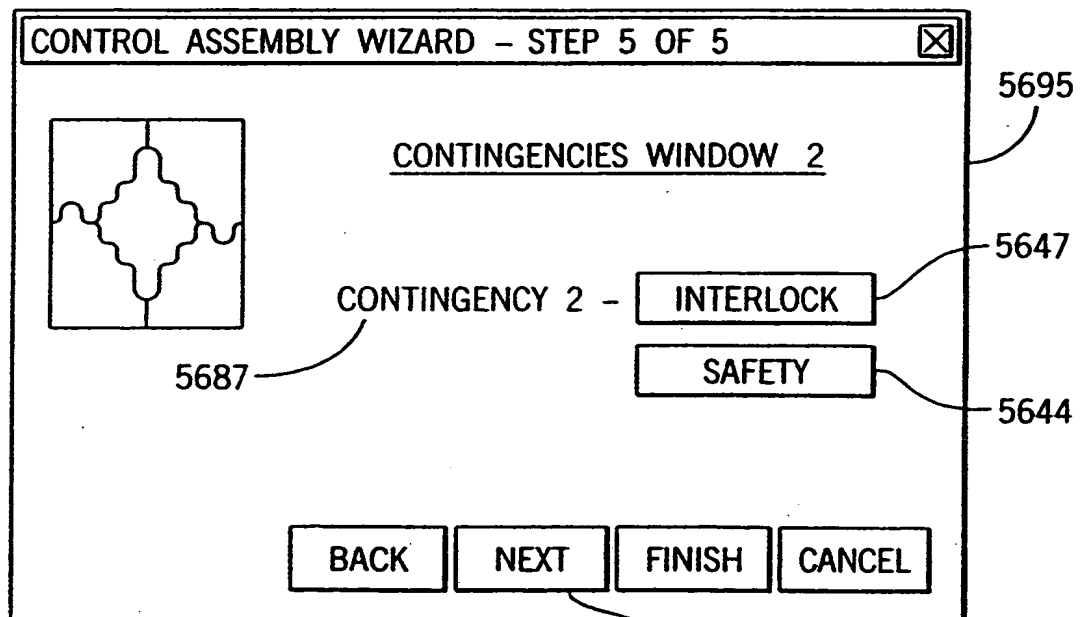 CONTROL ASSEMBLY WIZARD – STEP 5 OF 5
5695
CONTINGENCIES WINDOW 2
5647
CONTINGENCY 2 – INTERLOCK
5687
SAFETY
5644
BACK NEXT FINISH CANCEL